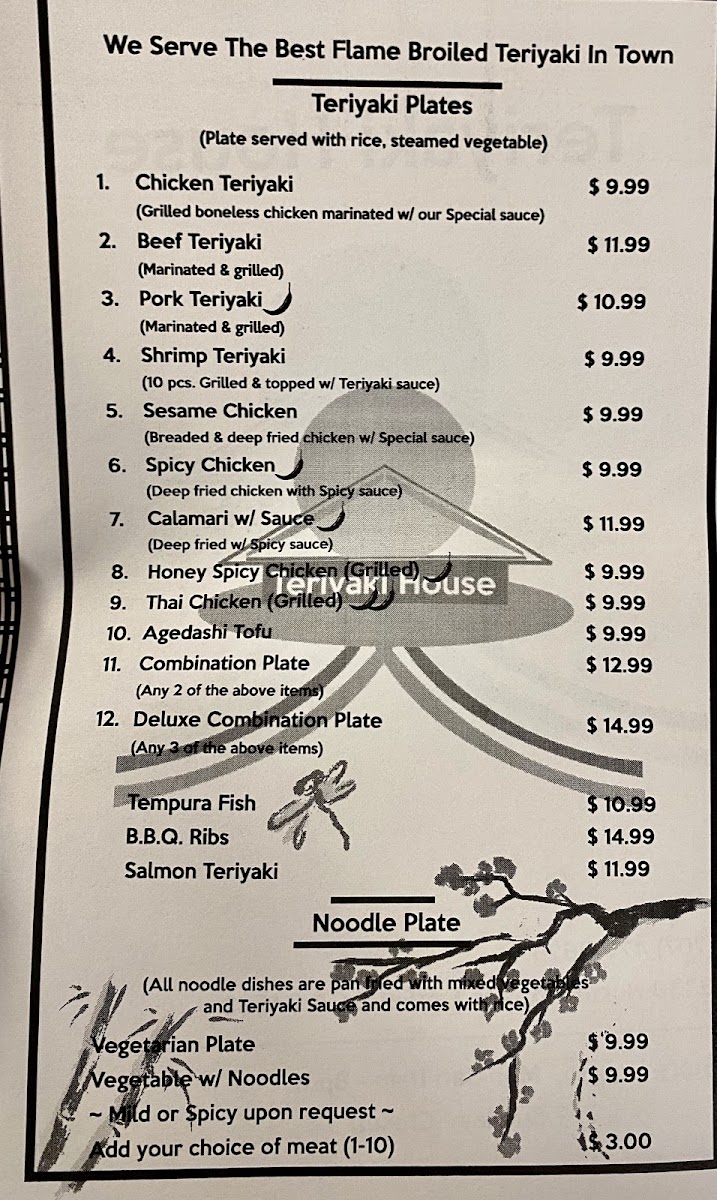 We Serve The Best Flame Broiled Teriyaki In Town
Teriyaki Plates
(Plate served with rice, steamed vegetable)
1. Chicken Teriyaki $ 9.99
(Grilled boneless chicken marinated w/ our Special sauce)
2. Beef Teriyaki $ 11.99
(Marinated & grilled)
3. Pork Teriyaki $ 10.99
(Marinated & grilled)
4. Shrimp Teriyaki $ 9.99
(10 pcs. Grilled & topped w/ Teriyaki sauce)
5. Sesame Chicken $ 9.99
(Breaded & deep fried chicken w/ Special sauce)
6. Spicy Chicken $ 9.99
(Deep fried chicken with Spicy sauce)
7. Calamari w/ Sauce $ 11.99
(Deep fried w/ Spicy sauce)
8. Honey Spicy Chicken (Grilled) $ 9.99
Teriyaki House
9. Thai Chicken (Grilled) $ 9.99
10. Agedashi Tofu $ 9.99
11. Combination Plate $ 12.99
(Any 2 of the above items)
12. Deluxe Combination Plate $ 14.99
(Any 3 of the above items)
Tempura Fish $ 10.99
B.B.Q. Ribs $ 14.99
Salmon Teriyaki $ 11.99
Noodle Plate
(All noodle dishes are pan fried with mixed vegetables
and Teriyaki Sauce and comes with rice)
Vegetarian Plate $ 9.99
Vegetable w/ Noodles $ 9.99
~ Mild or Spicy upon request ~
Add your choice of meat (1-10) $ 3.00